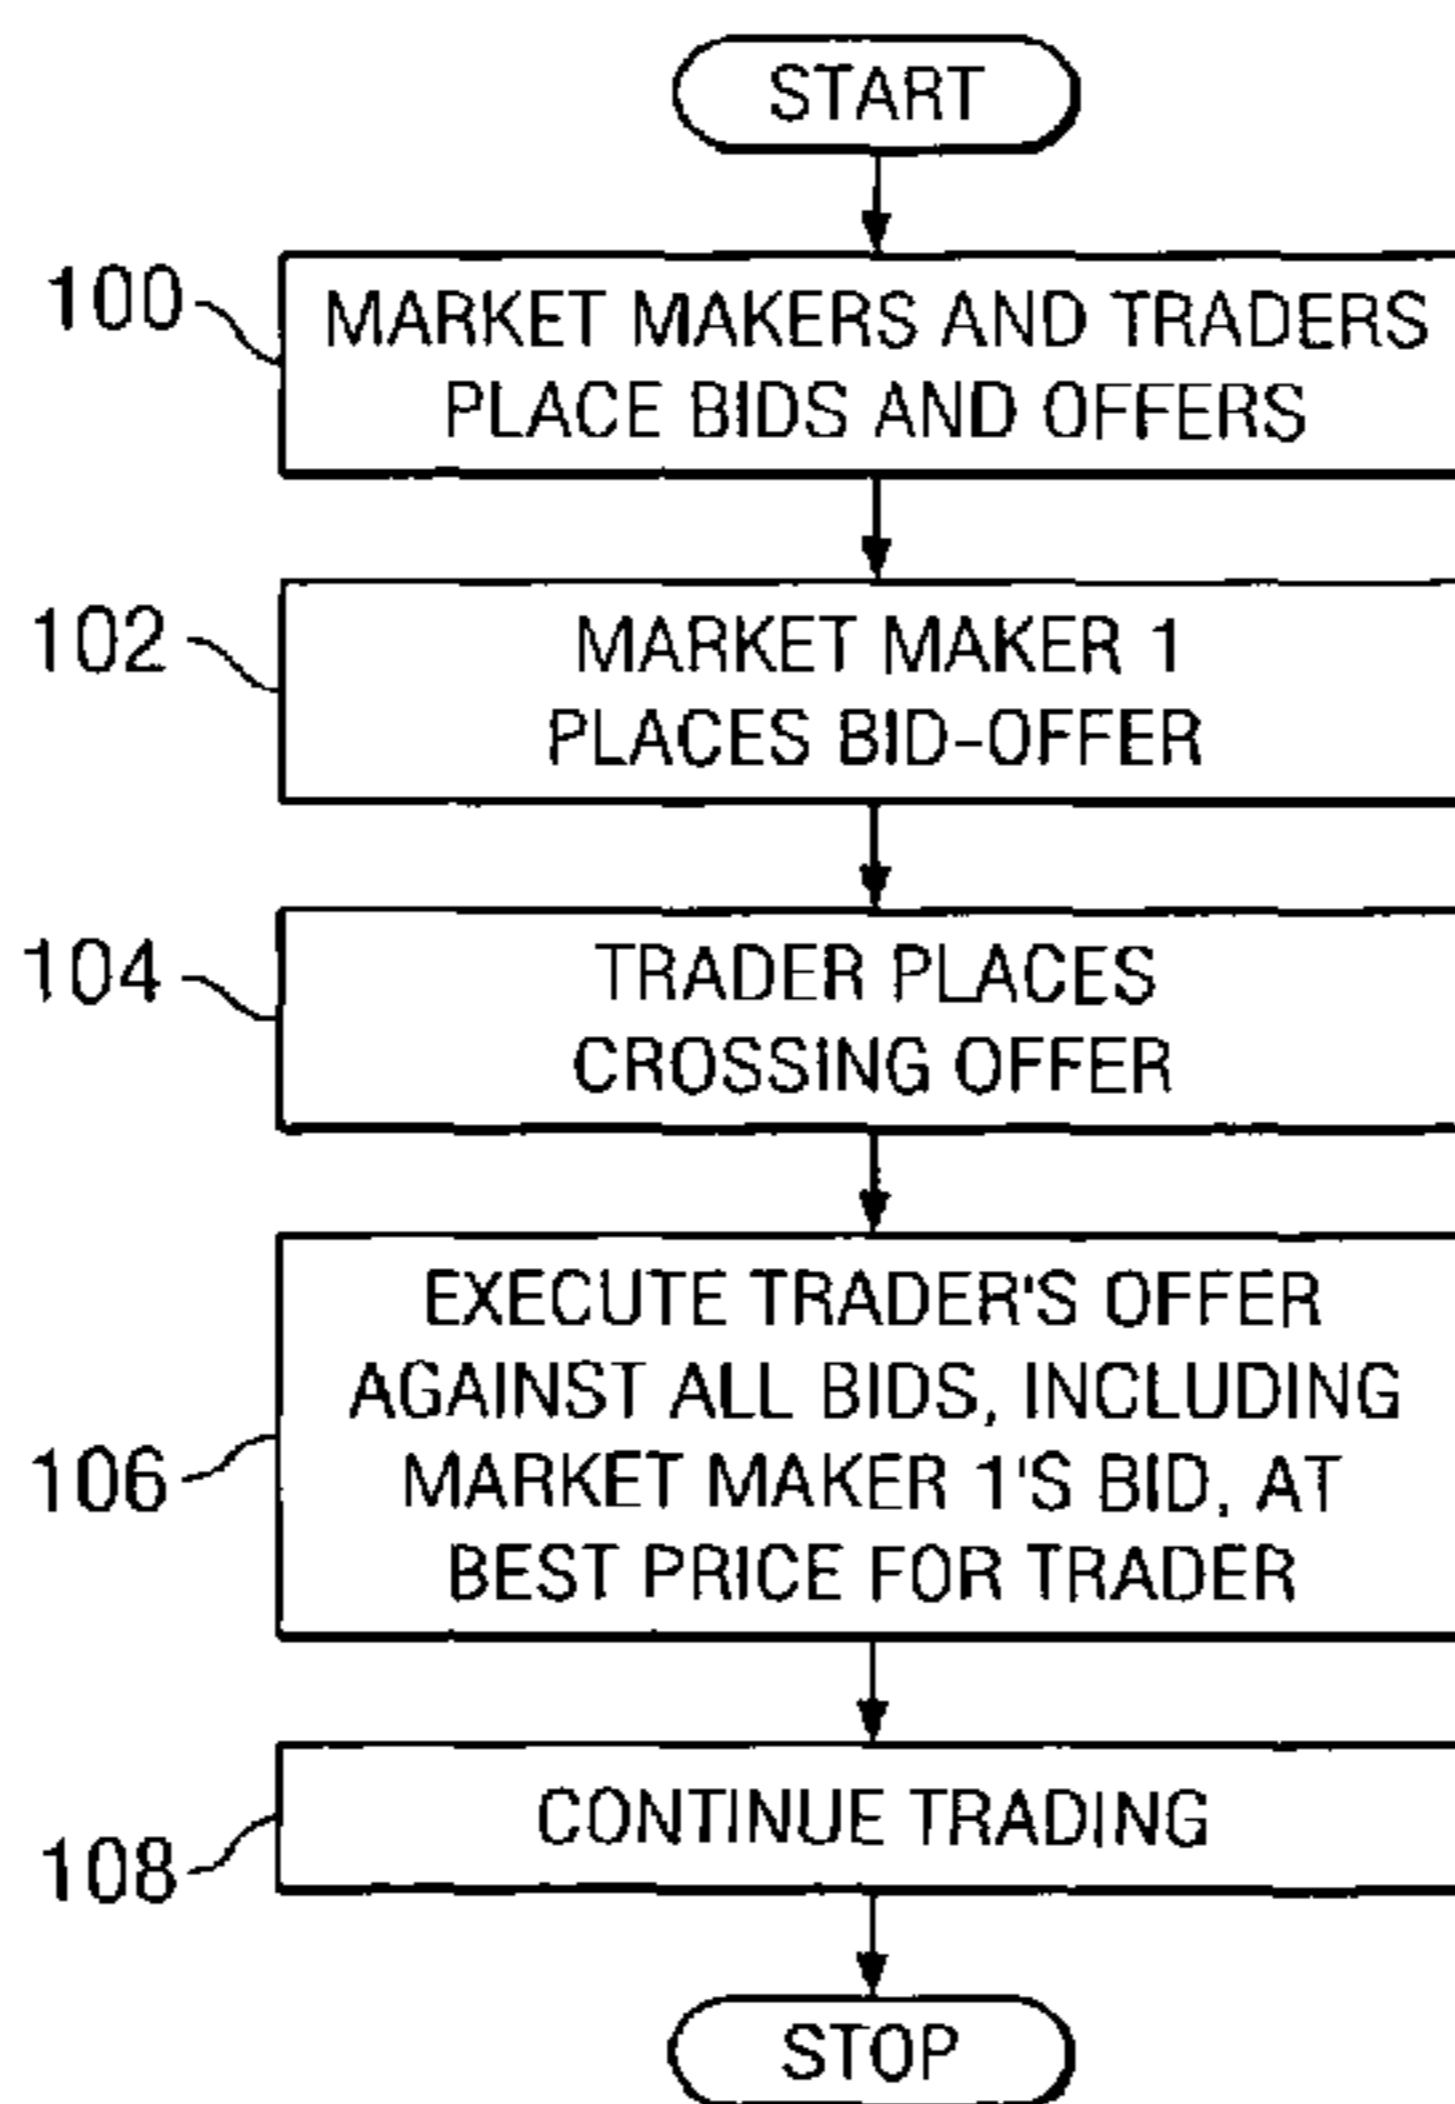 START
100
MARKET MAKERS AND TRADERS
PLACE BIDS AND OFFERS
102
MARKET MAKER 1
PLACES BID-OFFER
104
TRADER PLACES
CROSSING OFFER
106
EXECUTE TRADER'S OFFER
AGAINST ALL BIDS, INCLUDING
MARKET MAKER 1'S BID, AT
BEST PRICE FOR TRADER
108
CONTINUE TRADING
STOP